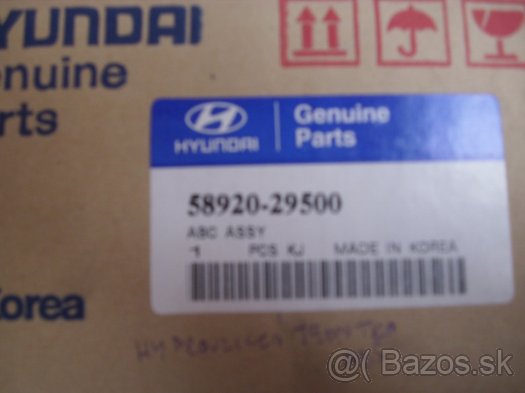 HYUNDAI
Genuine
Parts
HYUNDAI
Genuine
Parts
58920-29500
ABC ASSY
1 PCS KJ MADE IN KOREA
Korea
Bazos.sk